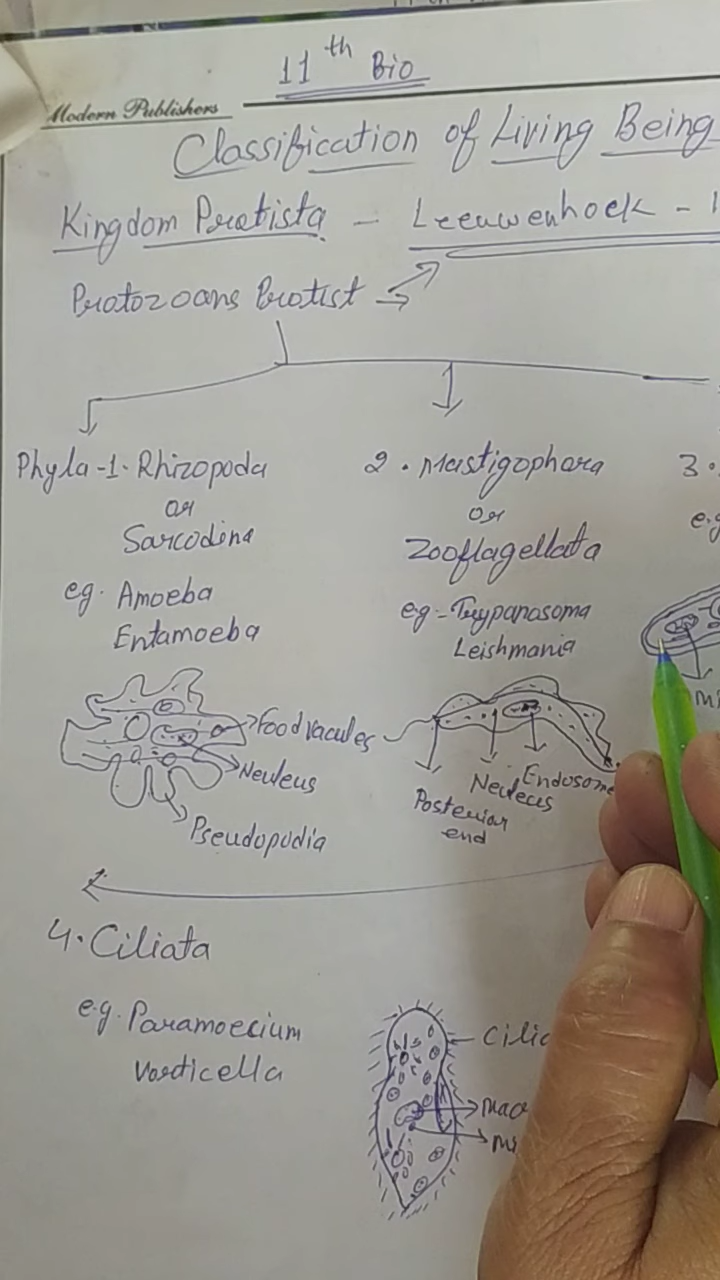 11th Bio
Modern Publishers
Classification of Living Being
Kingdom Protista - Leeuwenhoek -
Protozoans Protist
Phyla-1. Rhizopoda
or
Sarcodina
eg. Amoeba
Entamoeba
Food vacules
Neuleus
Pseudopodia
2. Mastigophora
or
Zooflagellata
eg- Trypanasoma
Leishmania
Posterior
end
Neuleus
Endosome
3.
e.g
4. Ciliata
e.g. Paramoecium
Vorticella